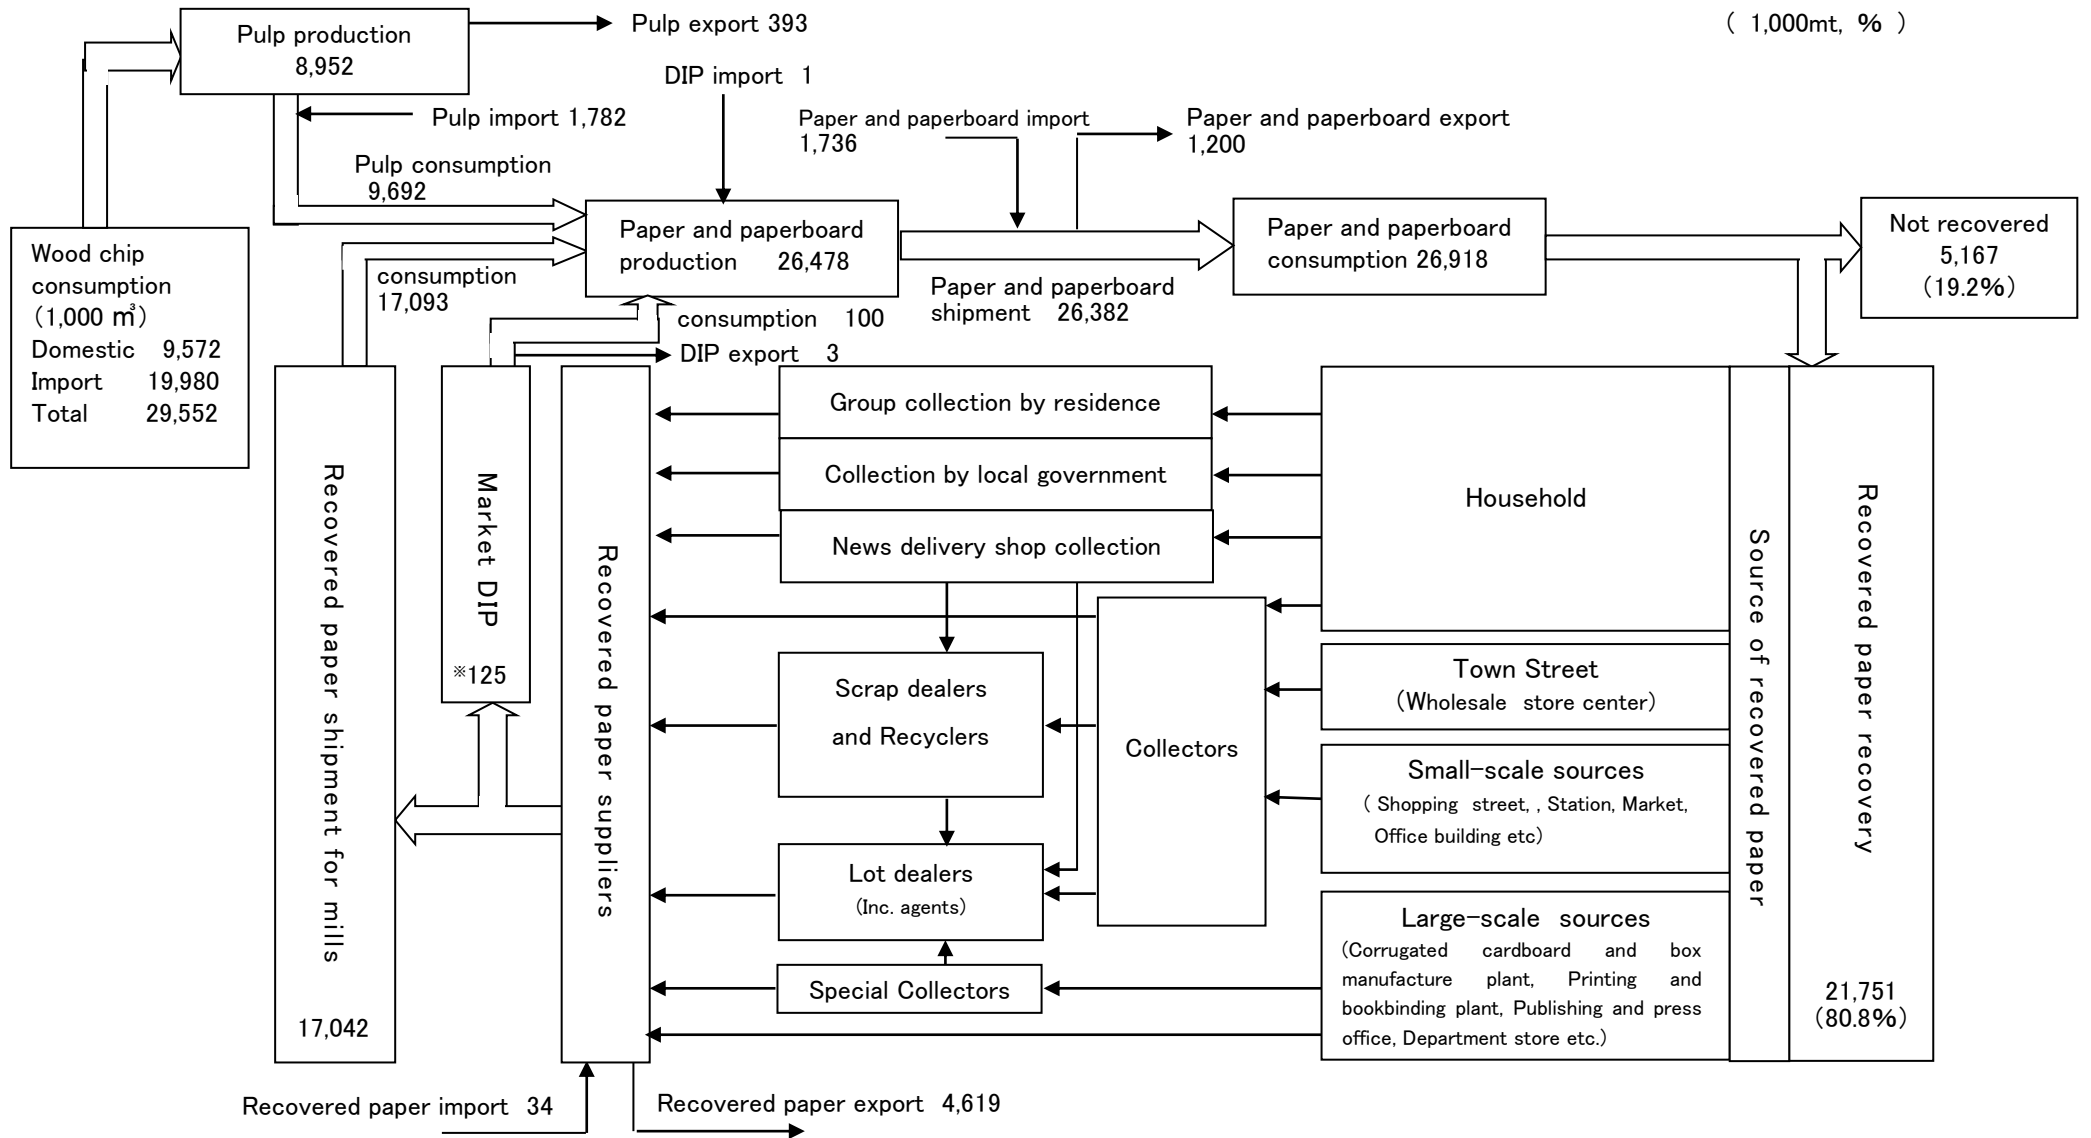 ( 1,000mt, % )
Pulp production
8,952
Pulp export 393
DIP import 1
Pulp import 1,782
Paper and paperboard import
1,736
Paper and paperboard export
1,200
Pulp consumption
9,692
Paper and paperboard
production 26,478
Paper and paperboard
consumption 26,918
Not recovered
5,167
(19.2%)
Wood chip
consumption
(1,000 ㎥)
Domestic 9,572
Import 19,980
Total 29,552
consumption
17,093
Paper and paperboard
shipment 26,382
consumption 100
DIP export 3
Recovered paper shipment for mills
17,042
Market DIP
※125
Recovered paper suppliers
Group collection by residence
Collection by local government
News delivery shop collection
Scrap dealers
and Recyclers
Lot dealers
(Inc. agents)
Special Collectors
Collectors
Household
Town Street
(Wholesale store center)
Small-scale sources
( Shopping street, , Station, Market,
Office building etc)
Large-scale sources
(Corrugated cardboard and box
manufacture plant, Printing and
bookbinding plant, Publishing and press
office, Department store etc.)
Source of recovered paper
Recovered paper recovery
21,751
(80.8%)
Recovered paper import 34
Recovered paper export 4,619